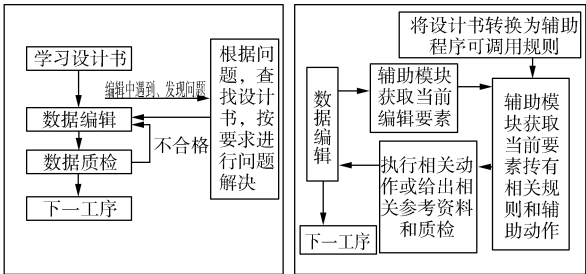 学习设计书
编辑中遇到、发现问题
数据编辑
不合格
数据质检
下一工序
根据问
题，查
找设计
书，按
要求进
行问题
解决
将设计书转换为辅助
程序可调用规则
数据编辑
辅助模块
获取当前
编辑要素
辅助模
块获取
当前要
素持有
相关规
则和辅
助动作
执行相关动
作或给出相
关参考资料
和质检
下一工序